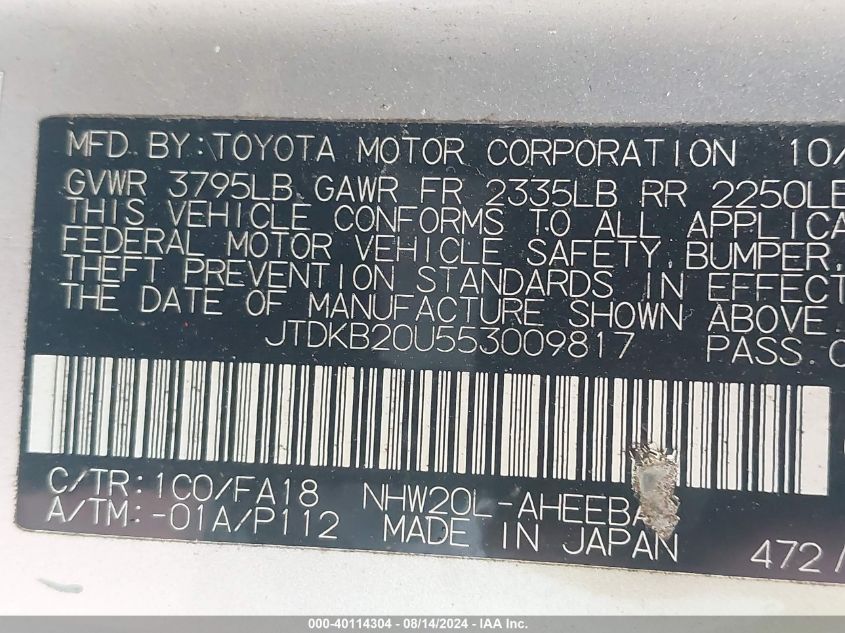 MFD BY: TOYOTA MOTOR CORPORATION 10/
GVWR 3795LB GAWR FR 2335LB RR 2250LB
THIS VEHICLE CONFORMS TO ALL APPLICA
FEDERAL MOTOR VEHICLE SAFETY, BUMPER,
THEFT PREVENTION STANDARDS IN EFFECT
THE DATE OF MANUFACTURE SHOWN ABOVE.
JTDKB20U553009817 PASS.C
C/TR: 1C0/FA18 NHW20L-AHEEBA
A/TM: -01A/P112 MADE IN JAPAN 472/
000-40114304 - 08/14/2024 - IAA Inc.